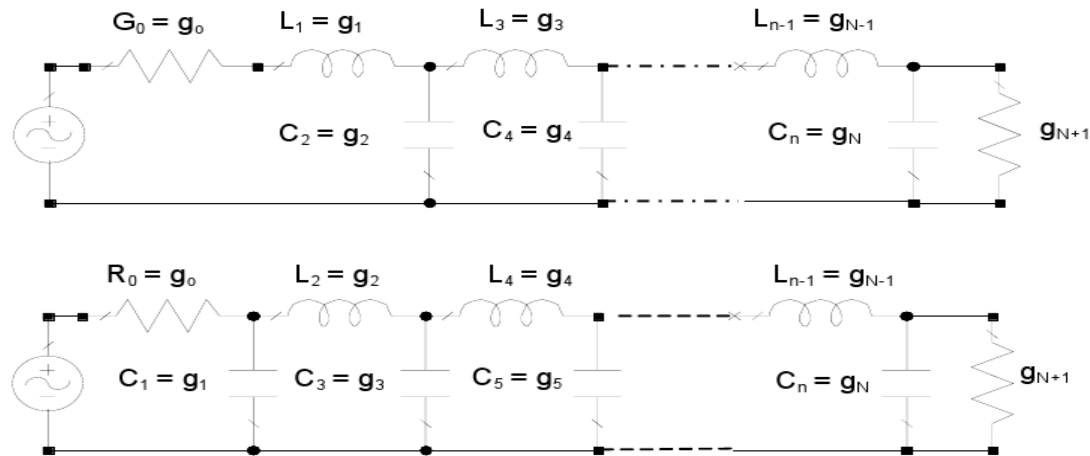 G₀ = gₒ L₁ = g₁ L₃ = g₃ Lₙ₋₁ = g_N-1
C₂ = g₂ C₄ = g₄ Cₙ = g_N g_N+1
R₀ = gₒ L₂ = g₂ L₄ = g₄ Lₙ₋₁ = g_N-1
C₁ = g₁ C₃ = g₃ C₅ = g₅ Cₙ = g_N g_N+1